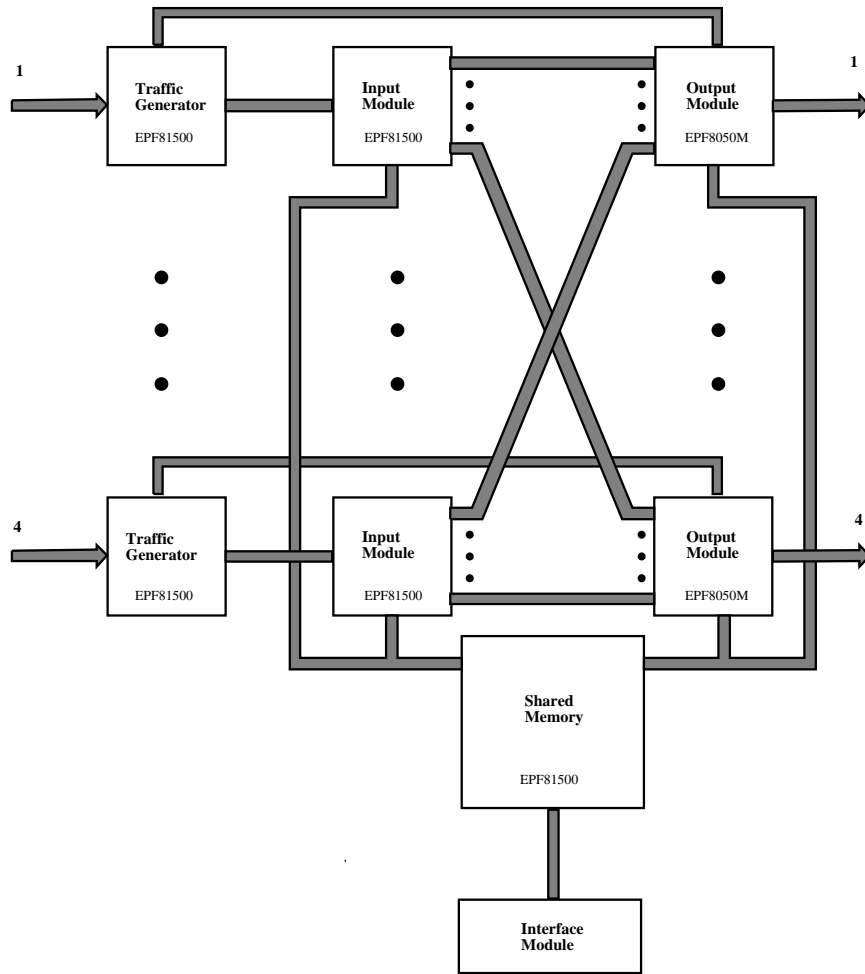 1
Traffic
Generator
EPF81500
Input
Module
EPF81500
Output
Module
EPF8050M
1
4
Traffic
Generator
EPF81500
Input
Module
EPF81500
Output
Module
EPF8050M
4
Shared
Memory
EPF81500
Interface
Module